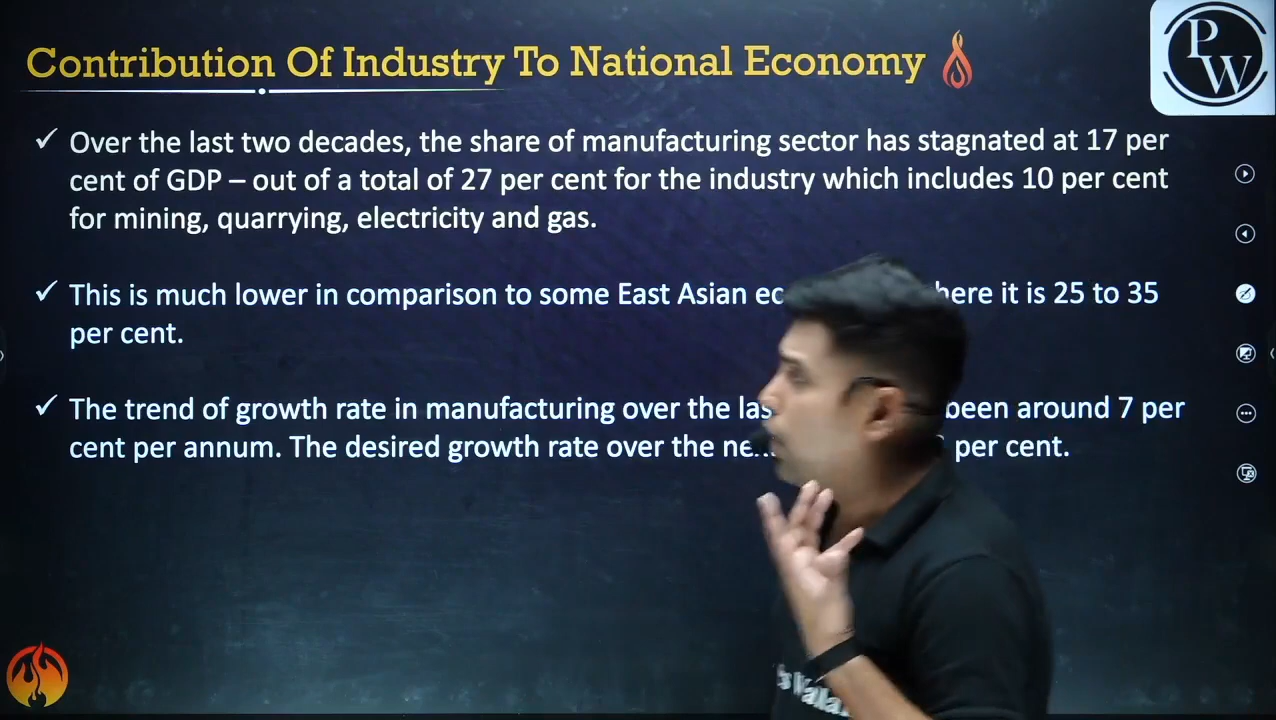 Contribution Of Industry To National Economy
P
W
✓ Over the last two decades, the share of manufacturing sector has stagnated at 17 per
cent of GDP – out of a total of 27 per cent for the industry which includes 10 per cent
for mining, quarrying, electricity and gas.
✓ This is much lower in comparison to some East Asian ec here it is 25 to 35
per cent.
✓ The trend of growth rate in manufacturing over the las been around 7 per
cent per annum. The desired growth rate over the ne per cent.